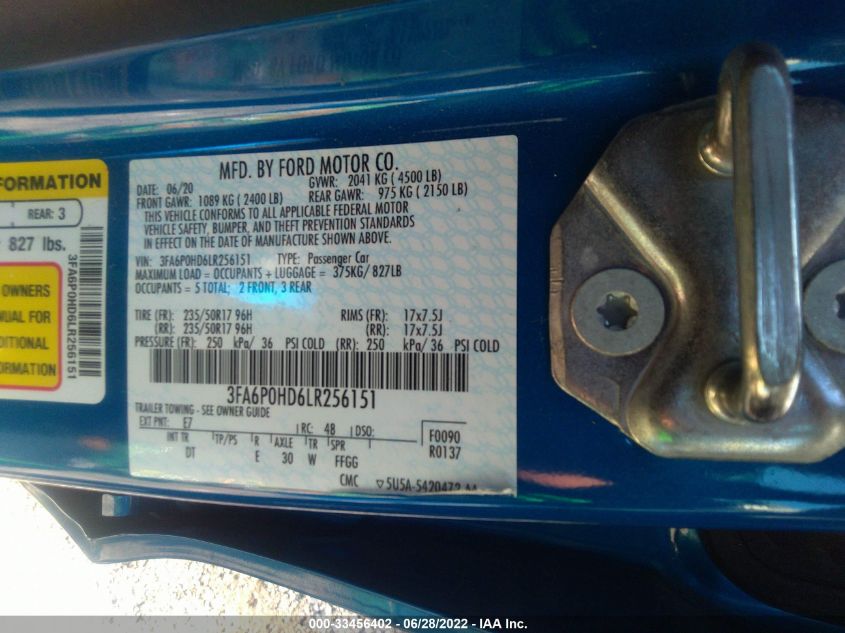 MFD. BY FORD MOTOR CO.
DATE: 06/20 GVWR: 2041 KG ( 4500 LB)
FRONT GAWR: 1089 KG ( 2400 LB) REAR GAWR: 975 KG ( 2150 LB)
THIS VEHICLE CONFORMS TO ALL APPLICABLE FEDERAL MOTOR
VEHICLE SAFETY, BUMPER, AND THEFT PREVENTION STANDARDS
IN EFFECT ON THE DATE OF MANUFACTURE SHOWN ABOVE.
VIN: 3FA6P0HD6LR256151 TYPE: Passenger Car
MAXIMUM LOAD = OCCUPANTS + LUGGAGE = 375KG/827LB
OCCUPANTS = 5 TOTAL: 2 FRONT, 3 REAR
TIRE (FR): 235/50R17 96H RIMS (FR): 17x7.5J
(RR): 235/50R17 96H (RR): 17x7.5J
PRESSURE (FR): 250 kPa/ 36 PSI COLD (RR): 250 kPa/ 36 PSI COLD
3FA6P0HD6LR256151
TRAILER TOWING - SEE OWNER GUIDE
EXT PNT: E7 RC: 48 DSO:
INT TR TP/PS R AXLE TR SPR
DT E 30 W FFGG
F0090
R0137
CMC ▽5U5A-5420472
FORMATION
REAR: 3
827 lbs.
OWNERS
FOR
3FA6P0HD6LR256151
000-33456402 - 06/28/2022 - IAA Inc.